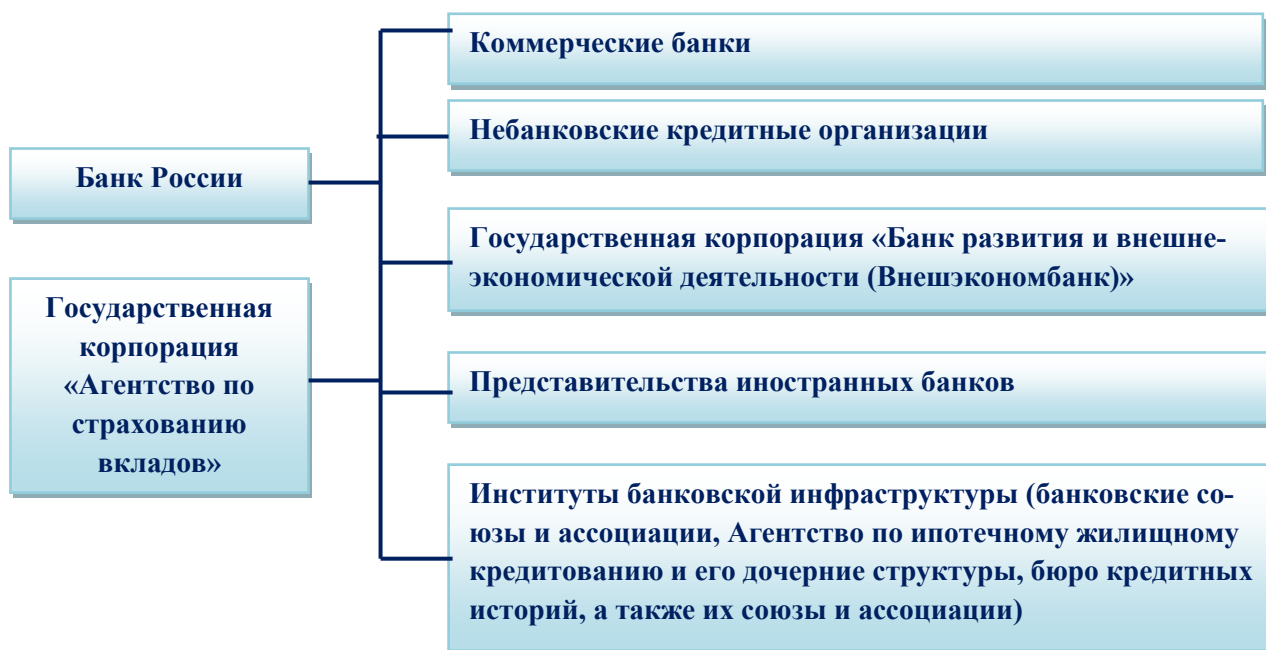 Банк России
Государственная
корпорация
«Агентство по
страхованию
вкладов»
Коммерческие банки
Небанковские кредитные организации
Государственная корпорация «Банк развития и внешне-
экономической деятельности (Внешэкономбанк)»
Представительства иностранных банков
Институты банковской инфраструктуры (банковские со-
юзы и ассоциации, Агентство по ипотечному жилищному
кредитованию и его дочерние структуры, бюро кредитных
историй, а также их союзы и ассоциации)